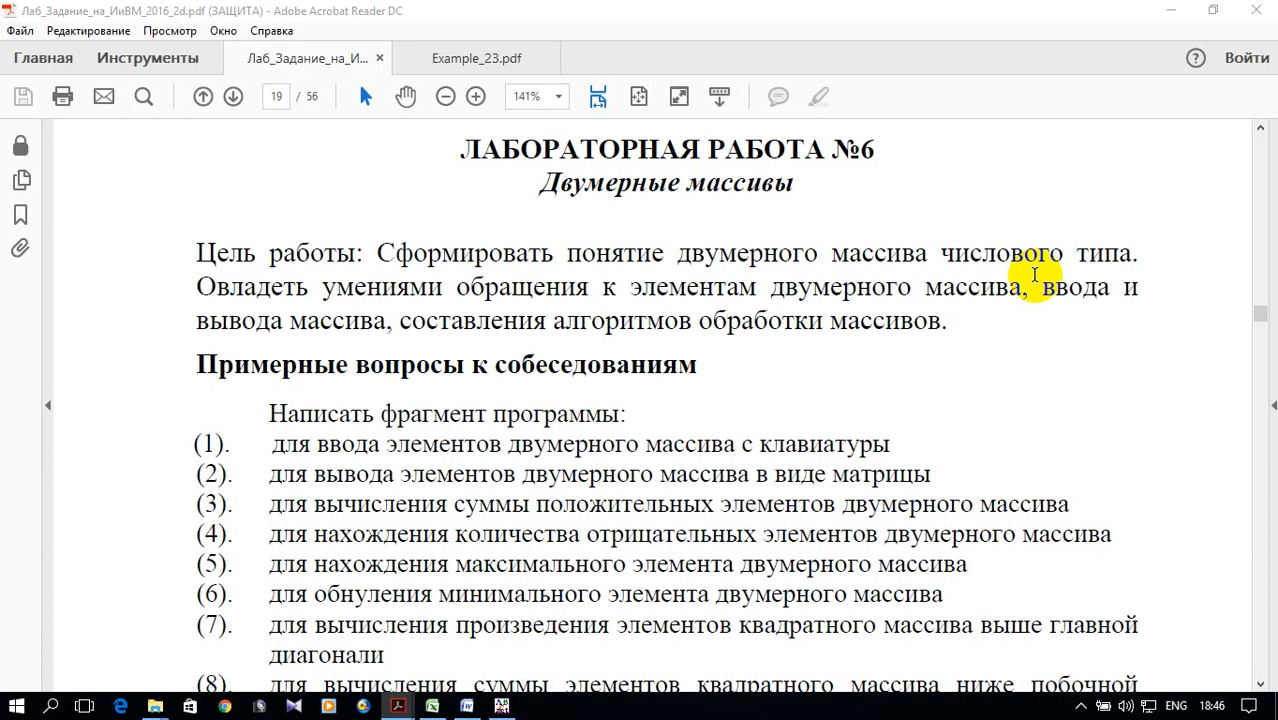 Лаб_Задание_на_ИиВМ_2016_2d.pdf (ЗАЩИТА) - Adobe Acrobat Reader DC
Файл Редактирование Просмотр Окно Справка
Главная Инструменты Лаб_Задание_на_И... × Example_23.pdf Войти
19 / 56 141%
ЛАБОРАТОРНАЯ РАБОТА №6
Двумерные массивы
Цель работы: Сформировать понятие двумерного массива числового типа.
Овладеть умениями обращения к элементам двумерного массива, ввода и
вывода массива, составления алгоритмов обработки массивов.
Примерные вопросы к собеседованиям
Написать фрагмент программы:
(1). для ввода элементов двумерного массива с клавиатуры
(2). для вывода элементов двумерного массива в виде матрицы
(3). для вычисления суммы положительных элементов двумерного массива
(4). для нахождения количества отрицательных элементов двумерного массива
(5). для нахождения максимального элемента двумерного массива
(6). для обнуления минимального элемента двумерного массива
(7). для вычисления произведения элементов квадратного массива выше главной
диагонали
(8). для вычисления суммы элементов квадратного массива ниже побочной
ENG 18:46